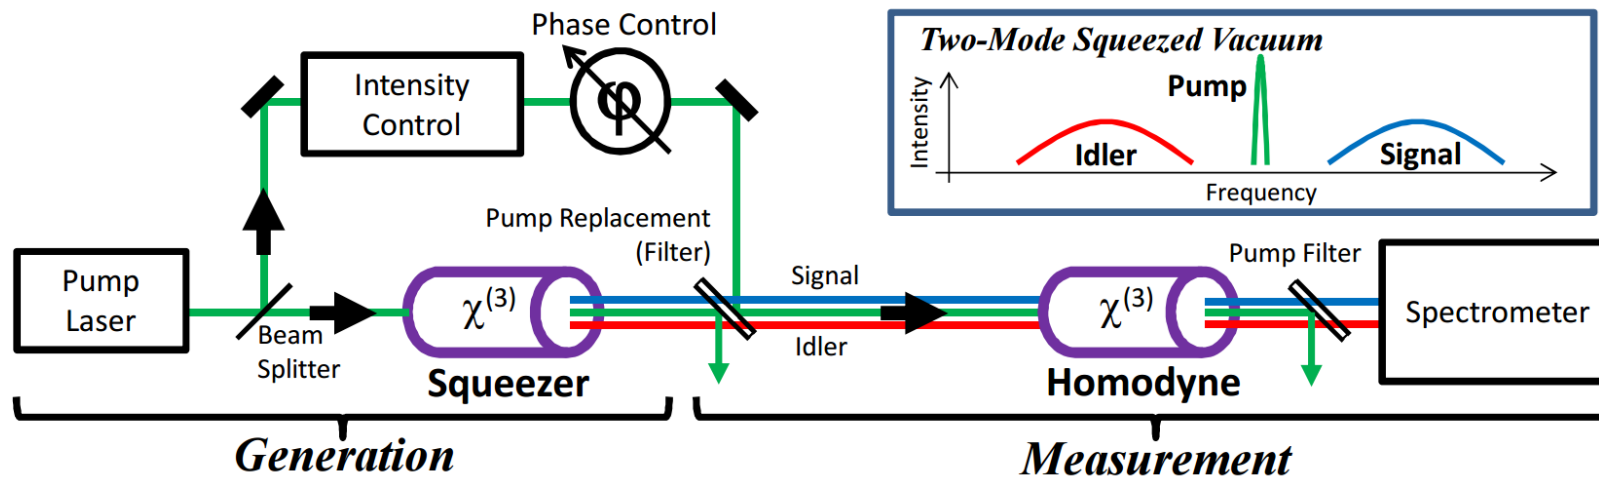 Phase Control
Intensity
Control
φ
Pump Replacement
(Filter)
Pump
Laser
Beam
Splitter
χ⁽³⁾
Squeezer
Signal
Idler
χ⁽³⁾
Homodyne
Pump Filter
Spectrometer
Generation
Measurement
Two-Mode Squeezed Vacuum
Intensity
Pump
Idler
Signal
Frequency